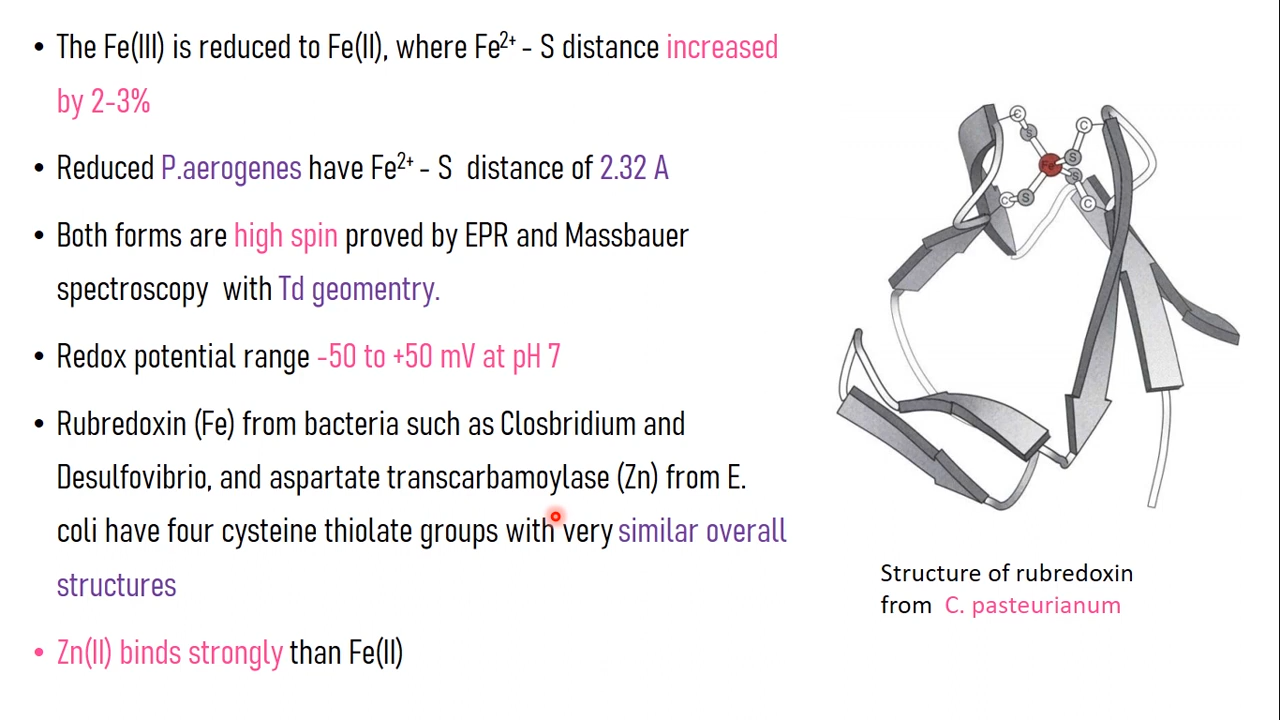 • The Fe(III) is reduced to Fe(II), where Fe²⁺ - S distance increased
by 2-3%
• Reduced P.aerogenes have Fe²⁺ - S distance of 2.32 A
• Both forms are high spin proved by EPR and Massbauer
spectroscopy with Td geomentry.
• Redox potential range -50 to +50 mV at pH 7
• Rubredoxin (Fe) from bacteria such as Closbridium and
Desulfovibrio, and aspartate transcarbamoylase (Zn) from E.
coli have four cysteine thiolate groups with very similar overall
structures
• Zn(II) binds strongly than Fe(II)
C
S
C
Fe
S
S
C
S
C
Structure of rubredoxin
from C. pasteurianum